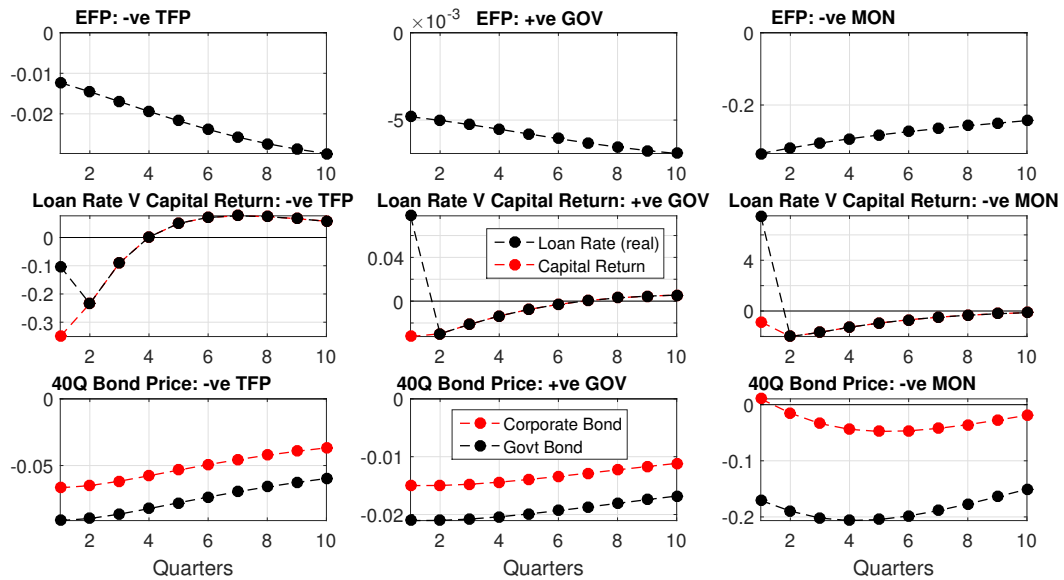 EFP: -ve TFP
0
-0.01
-0.02
2 4 6 8 10
×10⁻³ EFP: +ve GOV
0
-5
2 4 6 8 10
EFP: -ve MON
0
-0.2
2 4 6 8 10
Loan Rate V Capital Return: -ve TFP
0
-0.1
-0.2
-0.3
2 4 6 8 10
Loan Rate V Capital Return: +ve GOV
0.04
0
Loan Rate (real)
Capital Return
2 4 6 8 10
Loan Rate V Capital Return: -ve MON
4
0
2 4 6 8 10
40Q Bond Price: -ve TFP
0
-0.05
2 4 6 8 10
Quarters
40Q Bond Price: +ve GOV
0
-0.01
-0.02
Corporate Bond
Govt Bond
2 4 6 8 10
Quarters
40Q Bond Price: -ve MON
0
-0.1
-0.2
2 4 6 8 10
Quarters